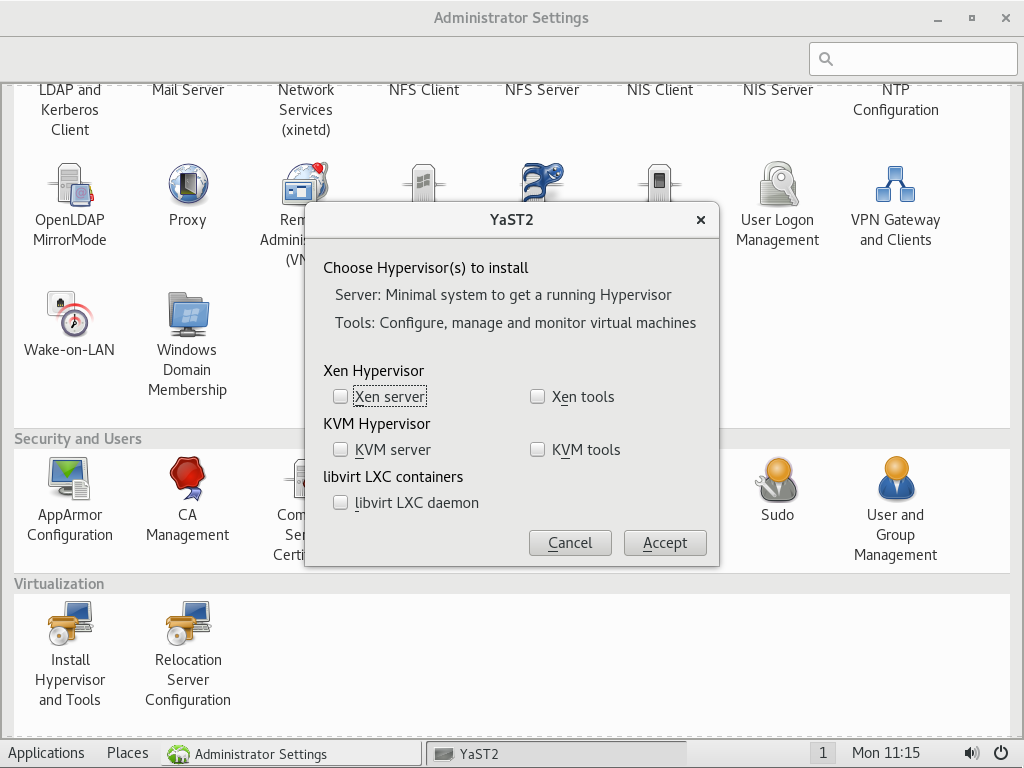 Administrator Settings
LDAP and Kerberos Client
Mail Server
Network Services (xinetd)
NFS Client
NFS Server
NIS Client
NIS Server
NTP Configuration
OpenLDAP MirrorMode
Proxy
Rem
Admini
(VN
User Logon Management
VPN Gateway and Clients
Wake-on-LAN
Windows Domain Membership
YaST2
Choose Hypervisor(s) to install
Server: Minimal system to get a running Hypervisor
Tools: Configure, manage and monitor virtual machines
Xen Hypervisor
Xen server
Xen tools
KVM Hypervisor
KVM server
KVM tools
libvirt LXC containers
libvirt LXC daemon
Cancel
Accept
Security and Users
AppArmor Configuration
CA Management
Com
Ser
Certi
Sudo
User and Group Management
Virtualization
Install Hypervisor and Tools
Relocation Server Configuration
Applications
Places
Administrator Settings
YaST2
1
Mon 11:15